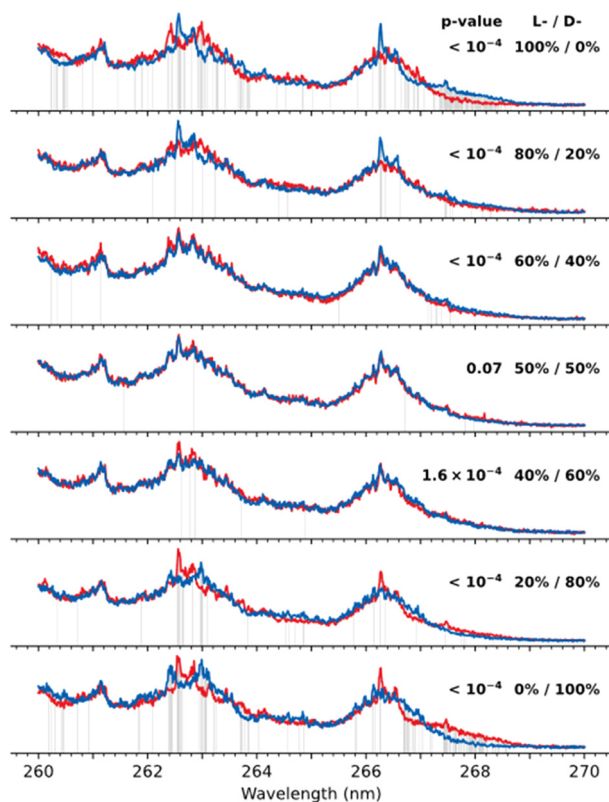 p-value L- / D-
< 10⁻⁴ 100% / 0%
< 10⁻⁴ 80% / 20%
< 10⁻⁴ 60% / 40%
0.07 50% / 50%
1.6 × 10⁻⁴ 40% / 60%
< 10⁻⁴ 20% / 80%
< 10⁻⁴ 0% / 100%
260 262 264 266 268 270
Wavelength (nm)